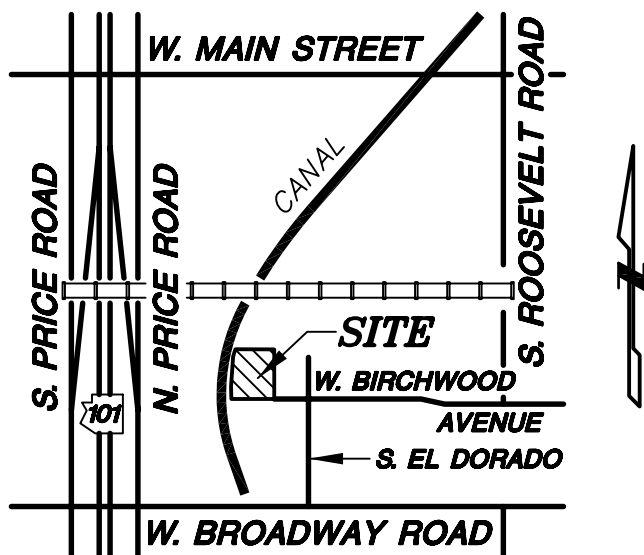 W. MAIN STREET
S. ROOSEVELT ROAD
CANAL
S. PRICE ROAD
N. PRICE ROAD
SITE
W. BIRCHWOOD
AVENUE
101
S. EL DORADO
W. BROADWAY ROAD